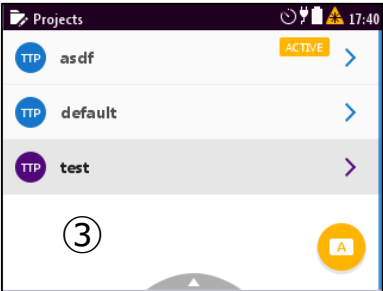 Projects 17:40
TTP asdf ACTIVE
TTP default
TTP test
③
A